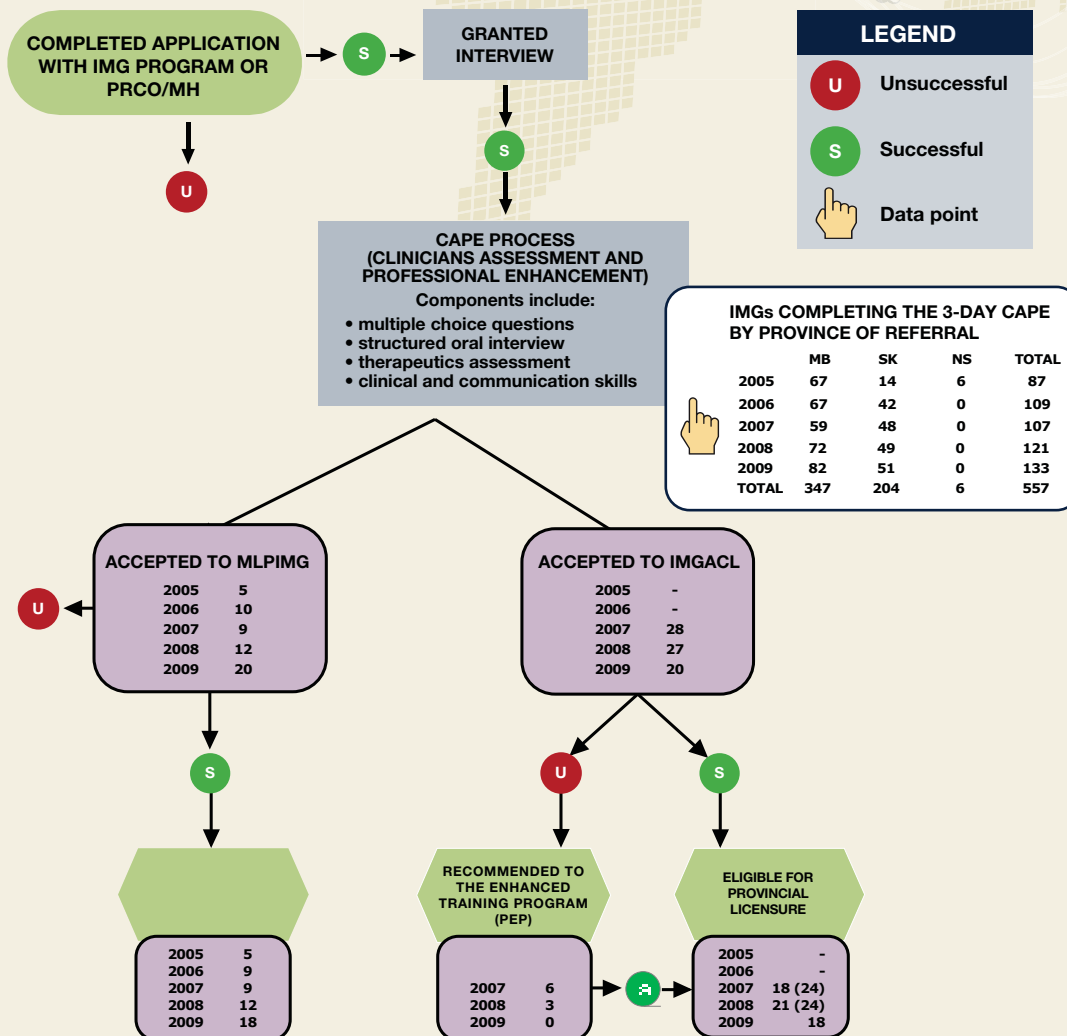 COMPLETED APPLICATION
WITH IMG PROGRAM OR
PRCO/MH
S
GRANTED
INTERVIEW
U
S
LEGEND
U Unsuccessful
S Successful
Data point
CAPE PROCESS
(CLINICIANS ASSESSMENT AND
PROFESSIONAL ENHANCEMENT)
Components include:
• multiple choice questions
• structured oral interview
• therapeutics assessment
• clinical and communication skills
IMGs COMPLETING THE 3-DAY CAPE
BY PROVINCE OF REFERRAL
MB SK NS TOTAL
2005 67 14 6 87
2006 67 42 0 109
2007 59 48 0 107
2008 72 49 0 121
2009 82 51 0 133
TOTAL 347 204 6 557
ACCEPTED TO MLPIMG
2005 5
2006 10
2007 9
2008 12
2009 20
U
S
ACCEPTED TO IMGACL
2005 -
2006 -
2007 28
2008 27
2009 20
U
S
2005 5
2006 9
2007 9
2008 12
2009 18
RECOMMENDED TO
THE ENHANCED
TRAINING PROGRAM
(PEP)
2007 6
2008 3
2009 0
A
ELIGIBLE FOR
PROVINCIAL
LICENSURE
2005 -
2006 -
2007 18 (24)
2008 21 (24)
2009 18